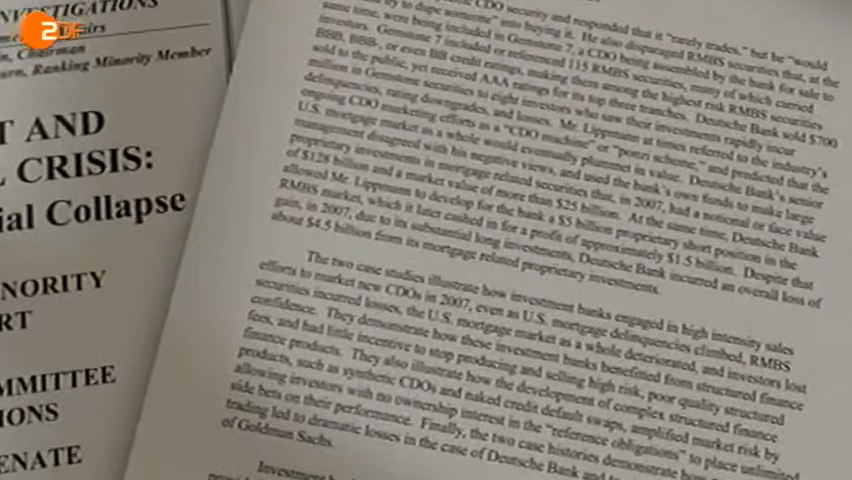 ZDF
INVESTIGATIONS
airs
in, Chairman
urn, Ranking Minority Member
T AND
L CRISIS:
ial Collapse
NORITY
RT
MMITTEE
IONS
ENATE
CDO security and responded that it "rarely trades," but he "would
try to dupe someone" into buying it. He also disparaged RMBS securities that, at the
same time, were being included in Gemstone 7, a CDO being assembled by the bank for sale to
investors. Gemstone 7 included or referenced 115 RMBS securities, many of which carried
BBB, BBB-, or even BB credit ratings, making them among the highest risk RMBS securities
sold to the public, yet received AAA ratings for its top three tranches. Deutsche Bank sold $700
million in Gemstone securities to eight investors who saw their investments rapidly incur
delinquencies, rating downgrades, and losses. Mr. Lippmann at times referred to the industry's
ongoing CDO marketing efforts as a "CDO machine" or "ponzi scheme," and predicted that the
U.S. mortgage market as a whole would eventually plummet in value. Deutsche Bank's senior
management disagreed with his negative views, and used the bank's own funds to make large
proprietary investments in mortgage related securities that, in 2007, had a notional or face value
of $128 billion and a market value of more than $25 billion. At the same time, Deutsche Bank
allowed Mr. Lippmann to develop for the bank a $5 billion proprietary short position in the
RMBS market, which it later cashed in for a profit of approximately $1.5 billion. Despite that
gain, in 2007, due to its substantial long investments, Deutsche Bank incurred an overall loss of
about $4.5 billion from its mortgage related proprietary investments.
The two case studies illustrate how investment banks engaged in high intensity sales
efforts to market new CDOs in 2007, even as U.S. mortgage delinquencies climbed, RMBS
securities incurred losses, the U.S. mortgage market as a whole deteriorated, and investors lost
confidence. They demonstrate how these investment banks benefitted from structured finance
fees, and had little incentive to stop producing and selling high risk, poor quality structured
finance products. They also illustrate how the development of complex structured finance
products, such as synthetic CDOs and naked credit default swaps, amplified market risk by
allowing investors with no ownership interest in the "reference obligations" to place unlimited
side bets on their performance. Finally, the two case histories demonstrate how
trading led to dramatic losses in the case of Deutsche Bank and
of Goldman Sachs.
Investment